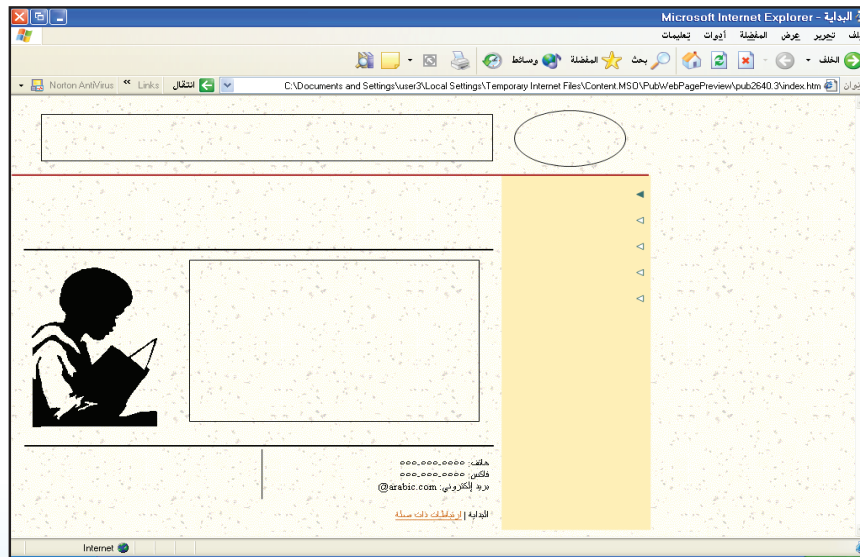 البداية - Microsoft Internet Explorer
تحرير عرض المفضلة أدوات تعليمات
الخلف بحث المفضلة وسائط
C:\Documents and Settings\user3\Local Settings\Temporary Internet Files\Content.MSO\PubWebPagePreview\pub2640.3\index.htm انتقال Links » Norton AntiVirus
هاتف: ٠٠٠٠-٠٠٠-٠٠٠
فاكس: ٠٠٠٠-٠٠٠-٠٠٠
بريد إلكتروني: arabic.com@
البداية | ارتباطات ذات صلة
Internet